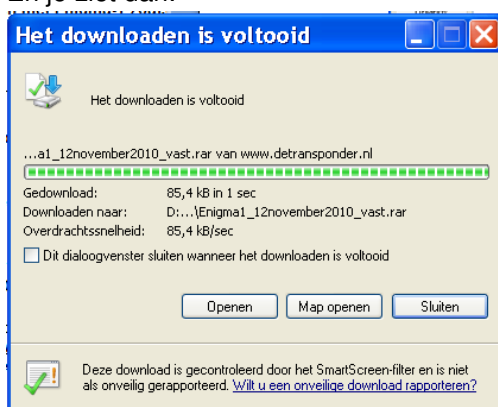 Het downloaden is voltooid
Het downloaden is voltooid
...a1_12november2010_vast.rar van www.detransponder.nl
Gedownload: 85,4 kB in 1 sec
Downloaden naar: D:...\Enigma1_12november2010_vast.rar
Overdrachtssnelheid: 85,4 kB/sec
Dit dialoogvenster sluiten wanneer het downloaden is voltooid
Openen Map openen Sluiten
Deze download is gecontroleerd door het SmartScreen-filter en is niet
als onveilig gerapporteerd. Wilt u een onveilige download rapporteren?